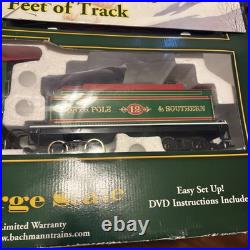 Feet of Track
NORTH POLE 12 & SOUTHERN
Large Scale
Limited Warranty
www.bachmanntrains.com
Easy Set Up!
DVD Instructions Include